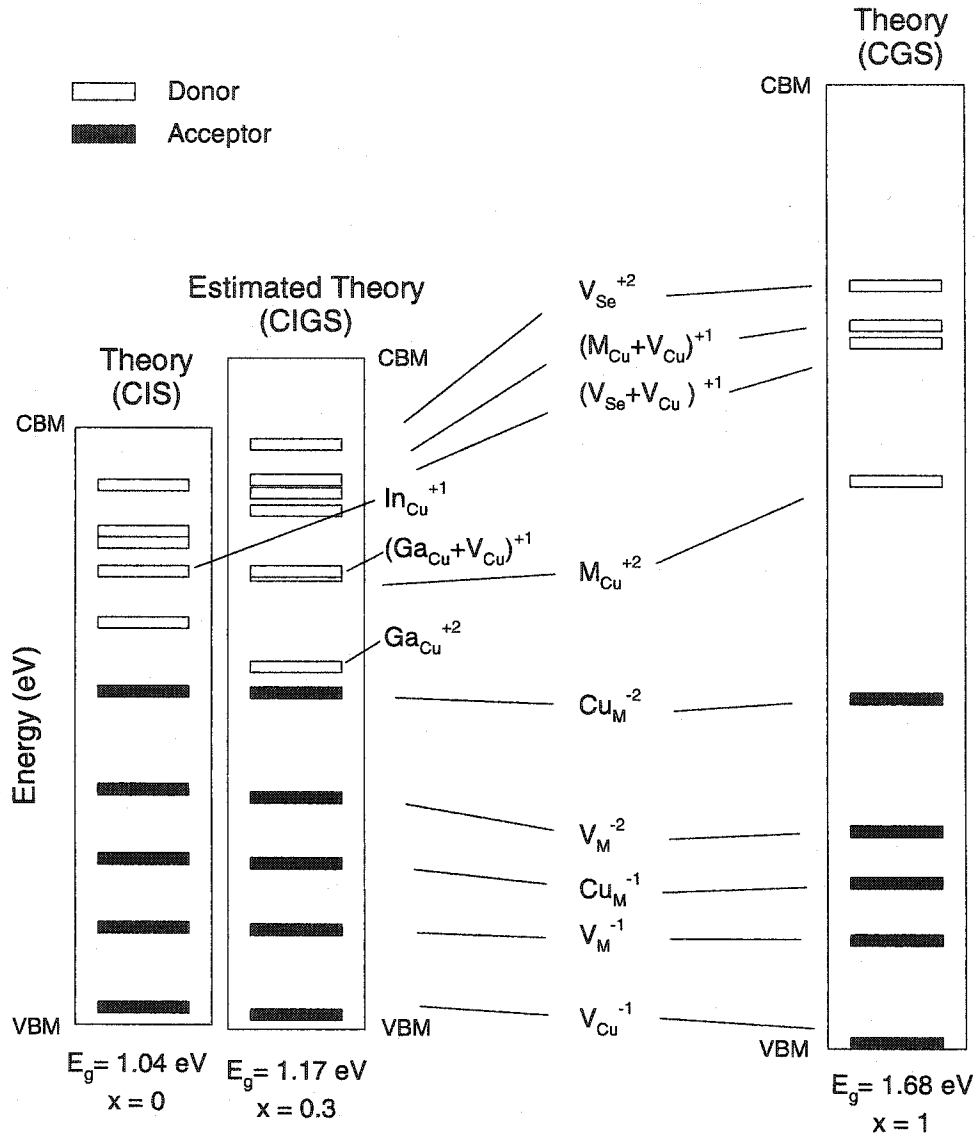 Theory
(CGS)
CBM
Donor
Acceptor
Estimated Theory
(CIGS)
V_Se^+2
(M_Cu+V_Cu)^+1
(V_Se+V_Cu )^+1
Theory
(CIS)
CBM
CBM
In_Cu^+1
(Ga_Cu+V_Cu)^+1
M_Cu^+2
Ga_Cu^+2
Cu_M^-2
Energy (eV)
V_M^-2
Cu_M^-1
V_M^-1
V_Cu^-1
VBM
VBM
VBM
E_g= 1.04 eV
x = 0
E_g= 1.17 eV
x = 0.3
E_g= 1.68 eV
x = 1